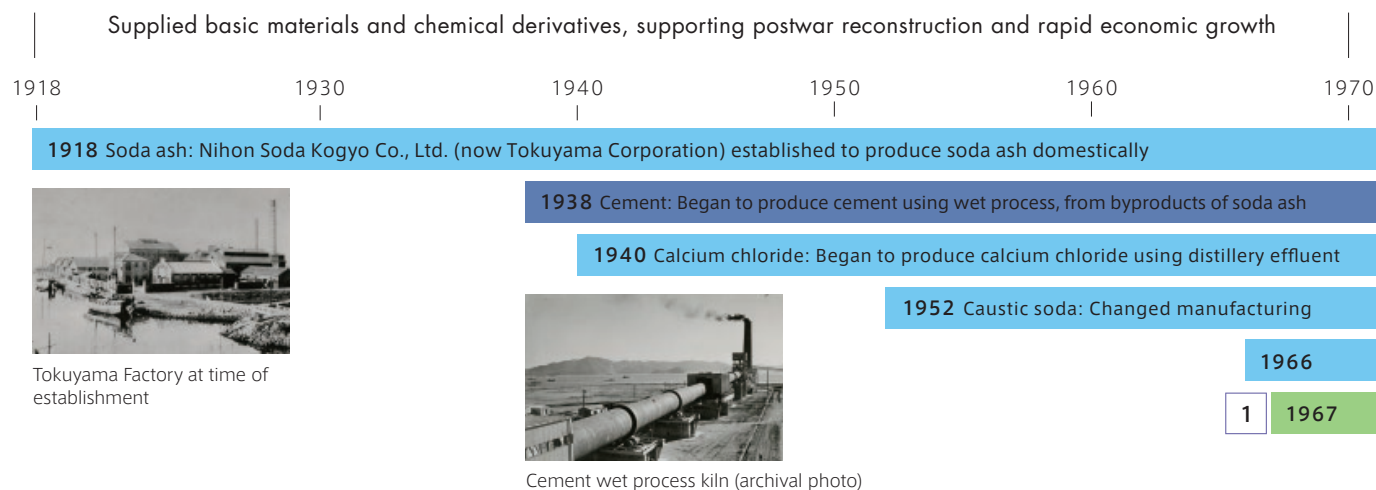 Supplied basic materials and chemical derivatives, supporting postwar reconstruction and rapid economic growth
1918 1930 1940 1950 1960 1970
1918 Soda ash: Nihon Soda Kogyo Co., Ltd. (now Tokuyama Corporation) established to produce soda ash domestically
1938 Cement: Began to produce cement using wet process, from byproducts of soda ash
1940 Calcium chloride: Began to produce calcium chloride using distillery effluent
1952 Caustic soda: Changed manufacturing
1966
1 1967
Tokuyama Factory at time of
establishment
Cement wet process kiln (archival photo)